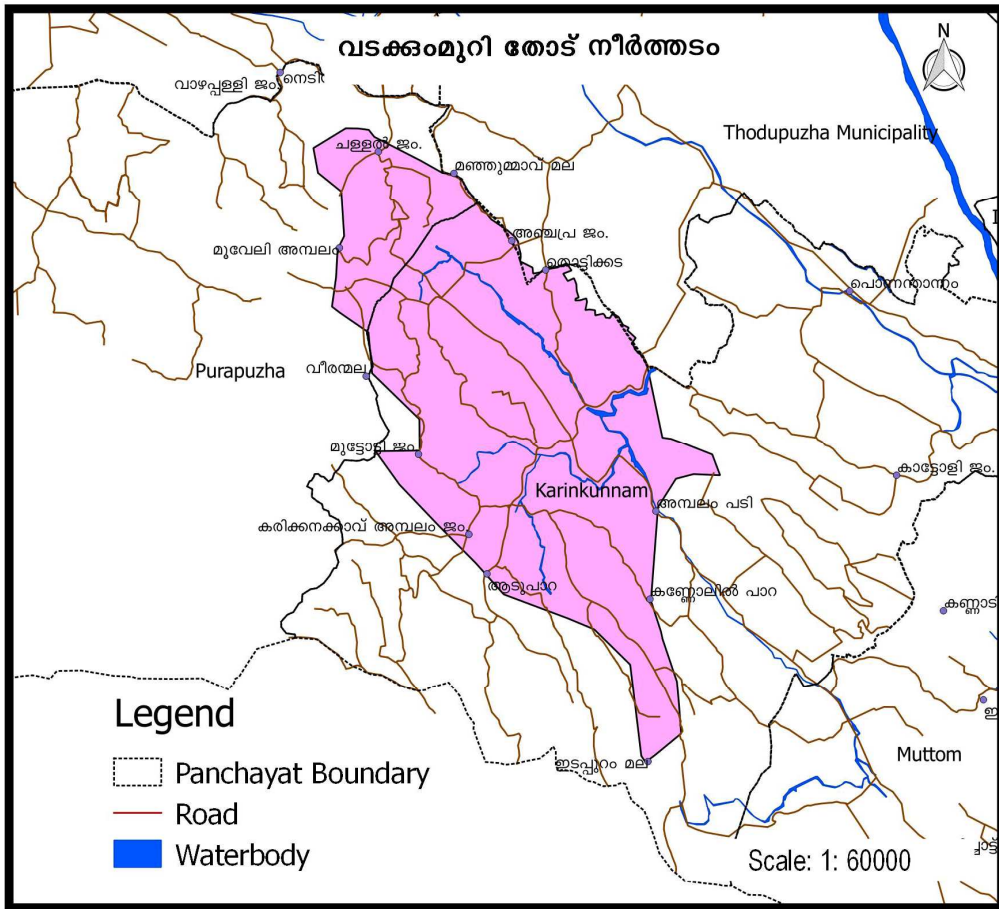 വടക്കുംമുറി തോട് നീർത്തടം
N
വാഴപ്പള്ളി ജം.
നെടി
Thodupuzha Municipality
ചള്ളൽ ജം.
മഞ്ഞുമ്മാവ് മല
അഞ്ചപ്ര ജം.
മൂവേലി അമ്പലം
തൊട്ടിക്കട
പൊന്നന്താനം
Purapuzha
വീരന്മല
മുട്ടോളി ജം.
കാട്ടോളി ജം.
Karinkunnam
അമ്പലം പടി
കരിക്കനക്കാവ് അമ്പലം ജം.
ആടുപാറ
കണ്ണോലിൽ പാറ
കണ്ണാടി
Legend
Panchayat Boundary
Road
Waterbody
ഇടപ്പുറം മല
Muttom
Scale: 1: 60000